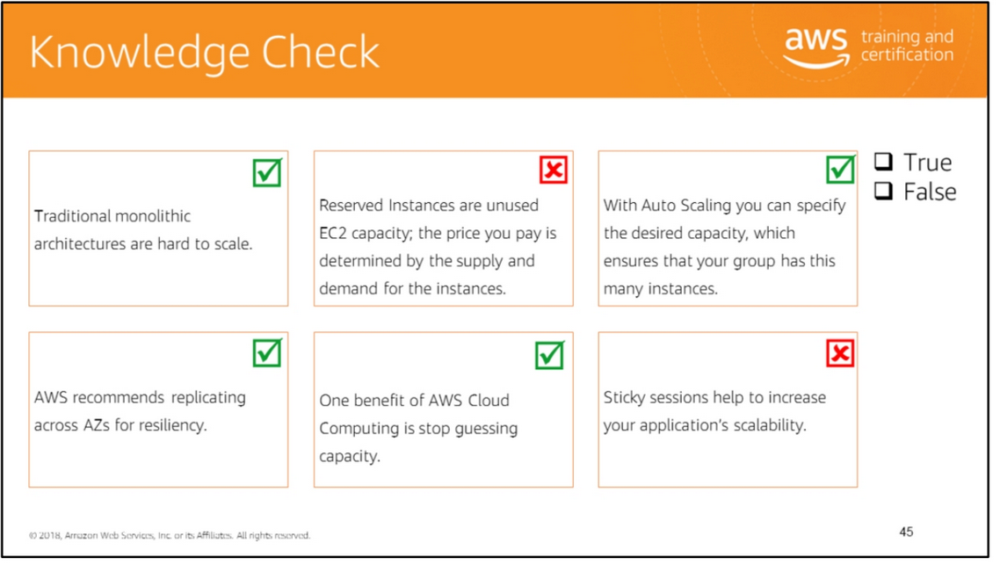 Knowledge Check
aws training and
certification
Traditional monolithic
architectures are hard to scale.
Reserved Instances are unused
EC2 capacity; the price you pay is
determined by the supply and
demand for the instances.
With Auto Scaling you can specify
the desired capacity, which
ensures that your group has this
many instances.
True
False
AWS recommends replicating
across AZs for resiliency.
One benefit of AWS Cloud
Computing is stop guessing
capacity.
Sticky sessions help to increase
your application's scalability.
© 2018, Amazon Web Services, Inc. or its Affiliates. All rights reserved.
45